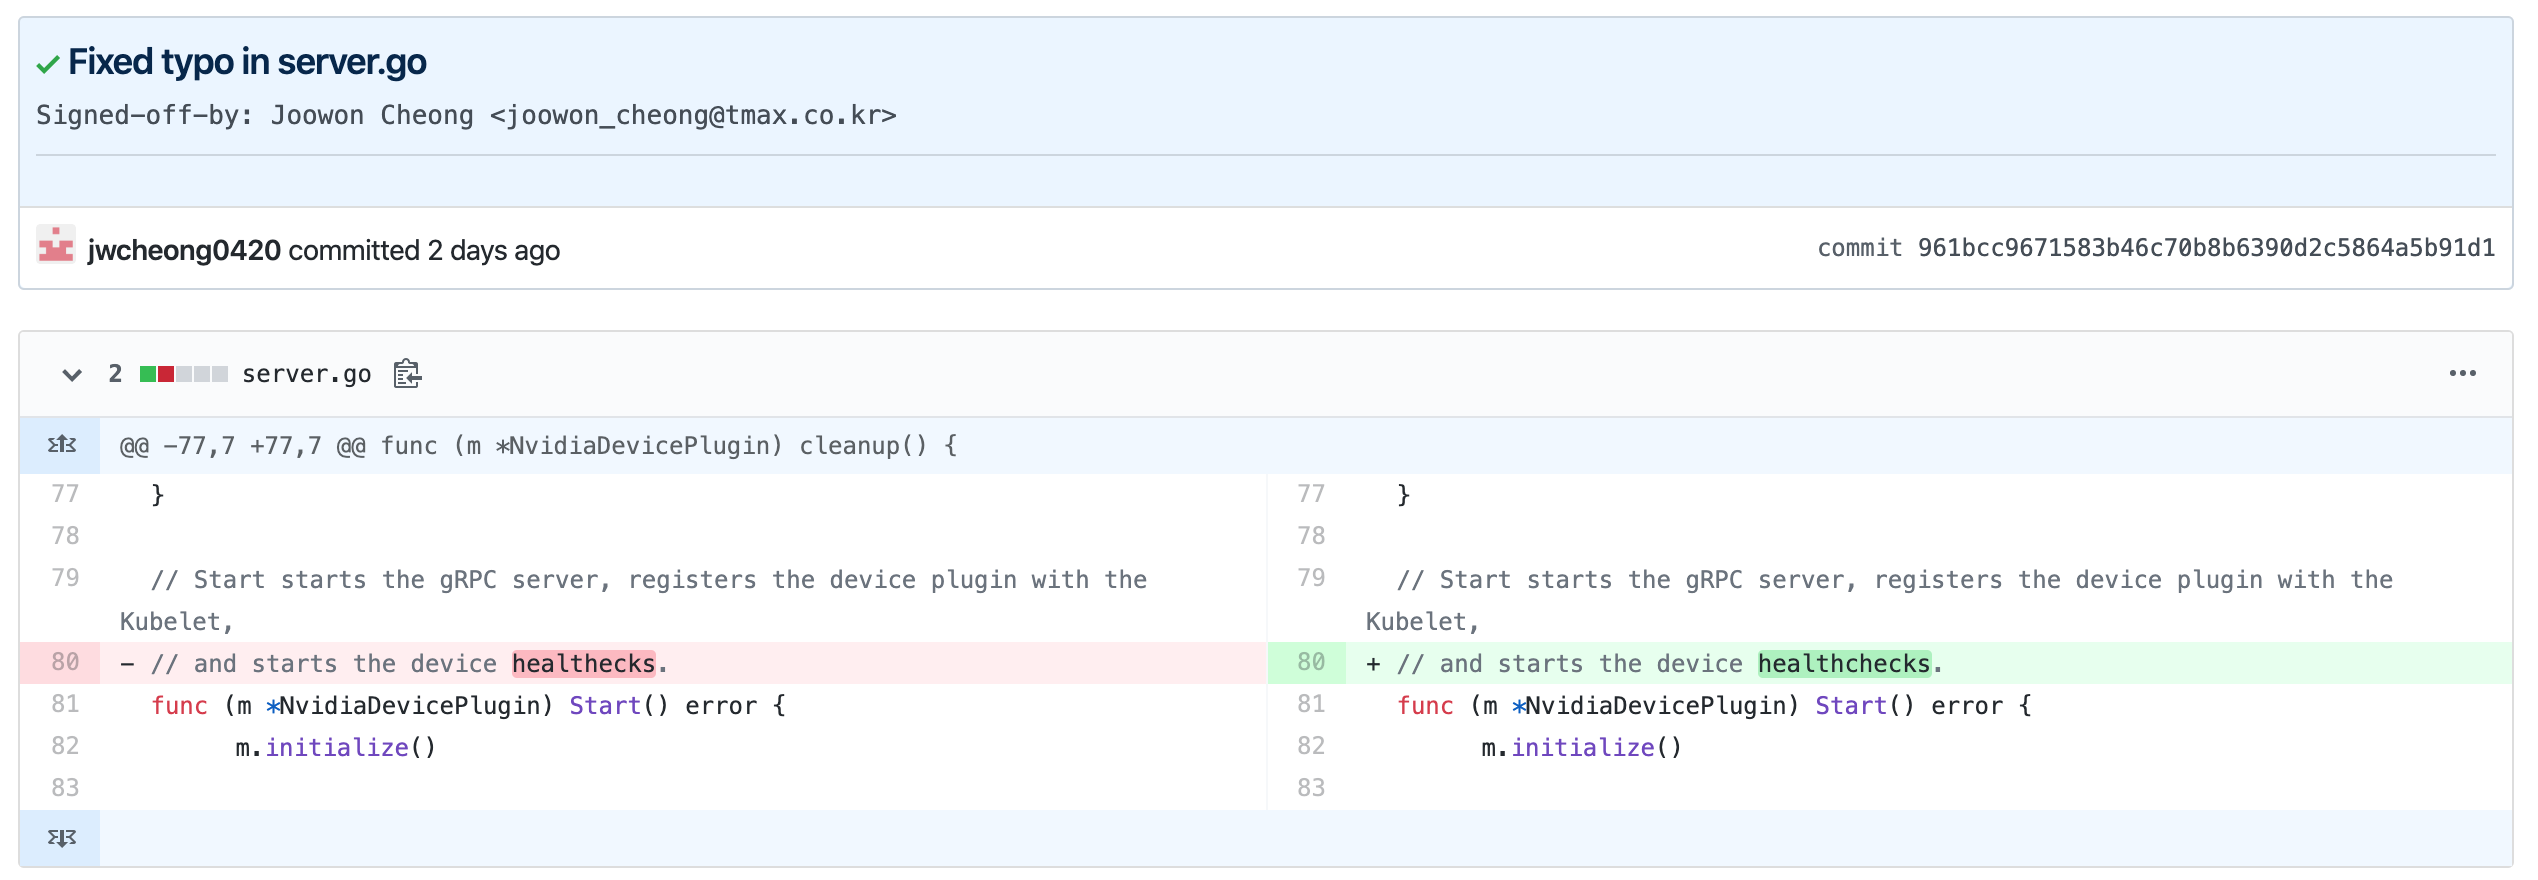 Fixed typo in server.go
Signed-off-by: Joowon Cheong <joowon_cheong@tmax.co.kr>
jwcheong0420 committed 2 days ago
commit 961bcc9671583b46c70b8b6390d2c5864a5b91d1
2 server.go
@@ -77,7 +77,7 @@ func (m *NvidiaDevicePlugin) cleanup() {
77 }
78
79 // Start starts the gRPC server, registers the device plugin with the
Kubelet,
80 - // and starts the device healthecks.
81 func (m *NvidiaDevicePlugin) Start() error {
82 m.initialize()
83
77 }
78
79 // Start starts the gRPC server, registers the device plugin with the
Kubelet,
80 + // and starts the device healthchecks.
81 func (m *NvidiaDevicePlugin) Start() error {
82 m.initialize()
83